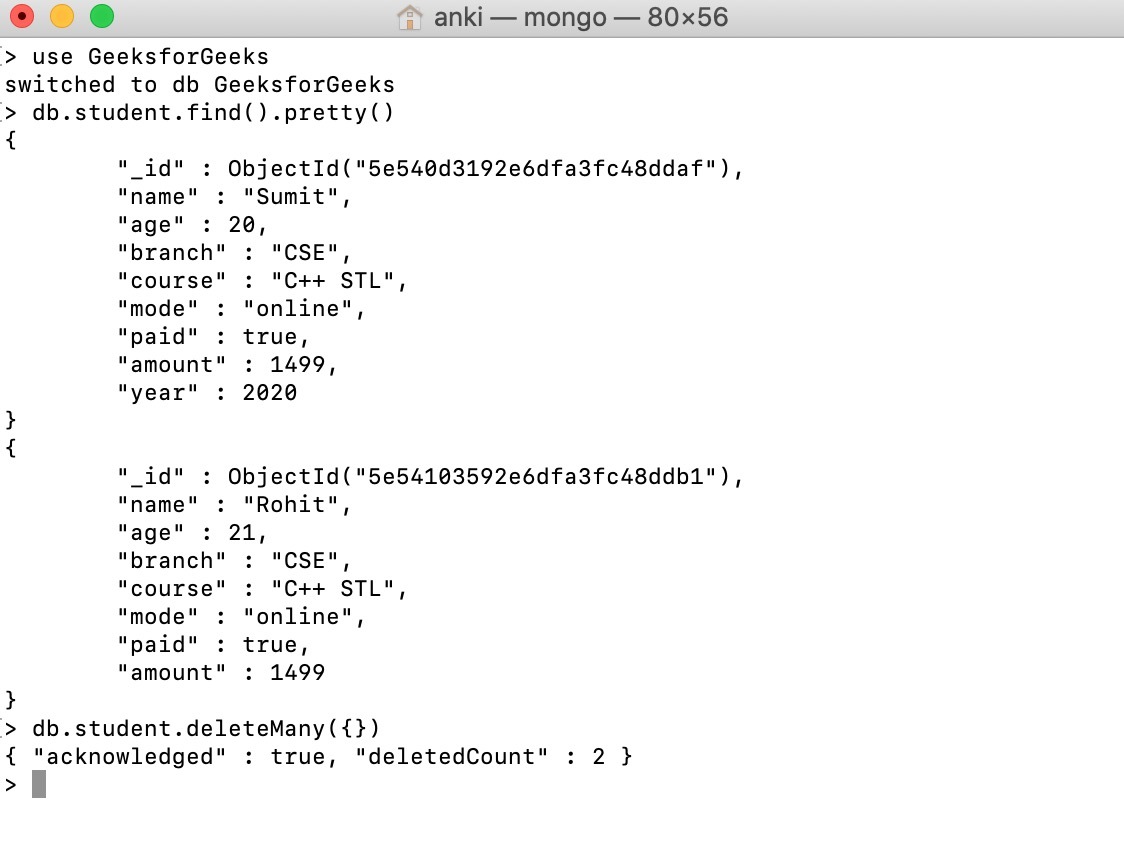 anki — mongo — 80×56
> use GeeksforGeeks
switched to db GeeksforGeeks
> db.student.find().pretty()
{
        "_id" : ObjectId("5e540d3192e6dfa3fc48ddaf"),
        "name" : "Sumit",
        "age" : 20,
        "branch" : "CSE",
        "course" : "C++ STL",
        "mode" : "online",
        "paid" : true,
        "amount" : 1499,
        "year" : 2020
}
{
        "_id" : ObjectId("5e54103592e6dfa3fc48ddb1"),
        "name" : "Rohit",
        "age" : 21,
        "branch" : "CSE",
        "course" : "C++ STL",
        "mode" : "online",
        "paid" : true,
        "amount" : 1499
}
> db.student.deleteMany({})
{ "acknowledged" : true, "deletedCount" : 2 }
>